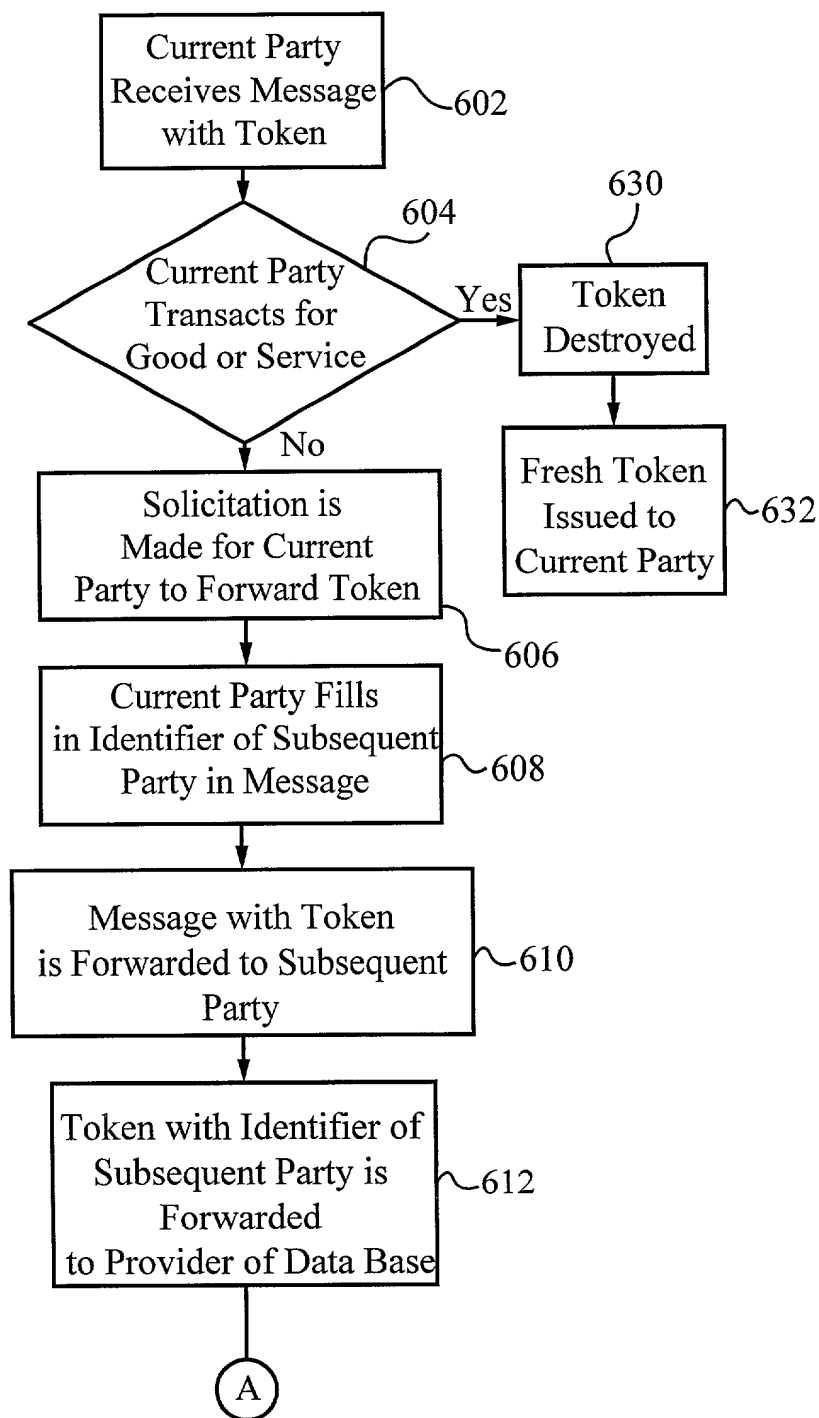 Current Party
Receives Message
with Token
602
604
Current Party
Transacts for
Good or Service
Yes
630
Token
Destroyed
Fresh Token
Issued to
Current Party
632
No
Solicitation is
Made for Current
Party to Forward Token
606
Current Party Fills
in Identifier of Subsequent
Party in Message
608
Message with Token
is Forwarded to Subsequent
Party
610
Token with Identifier of
Subsequent Party is
Forwarded
to Provider of Data Base
612
A